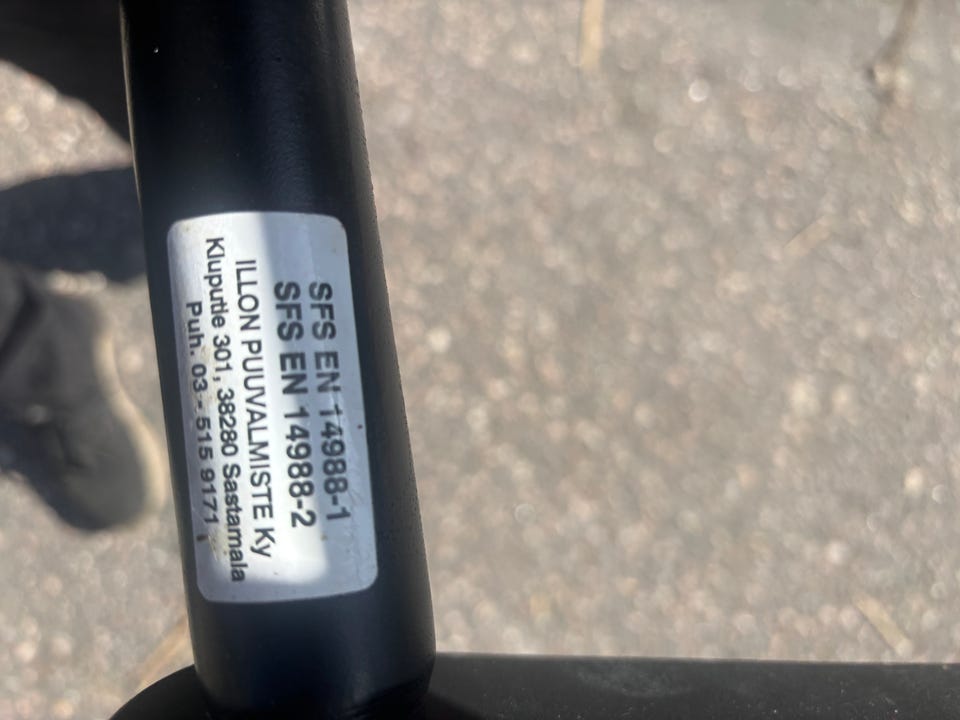 SFS EN 14988-1
SFS EN 14988-2
ILLON PUUVALMISTE Ky
Kluputie 301, 38280 Sastamala
Puh. 03 - 515 9171